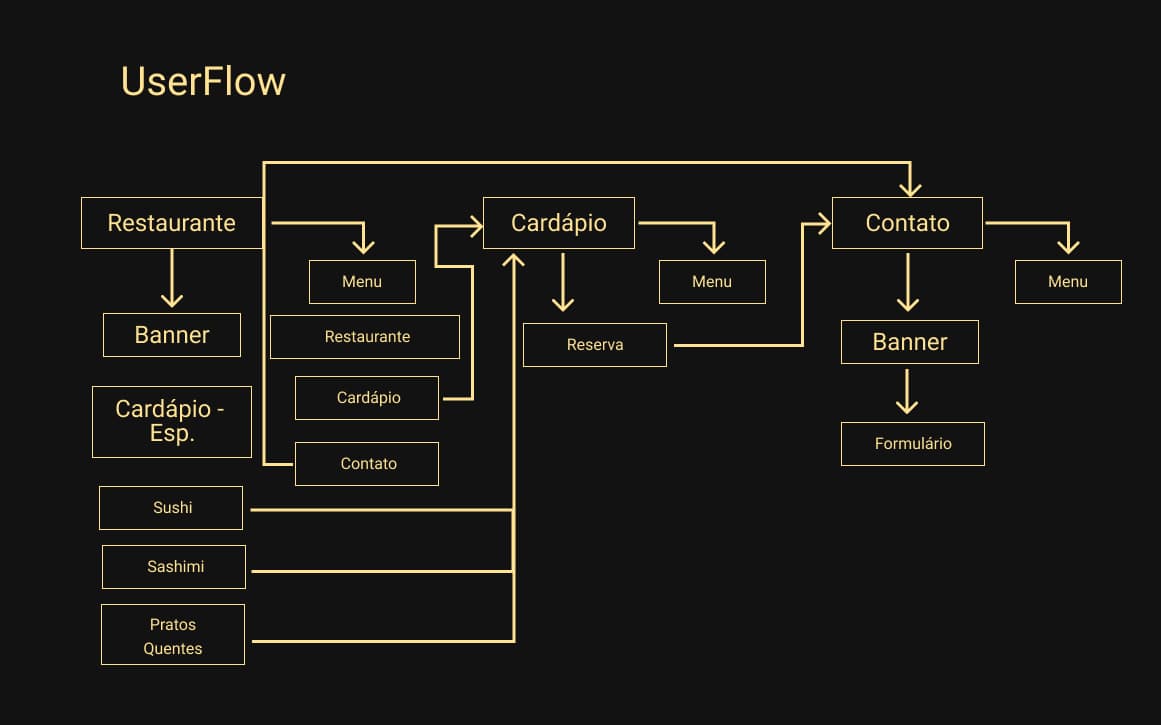 UserFlow
Restaurante
Cardápio
Contato
Menu
Menu
Menu
Banner
Restaurante
Reserva
Banner
Cardápio
Cardápio -
Esp.
Formulário
Contato
Sushi
Sashimi
Pratos
Quentes